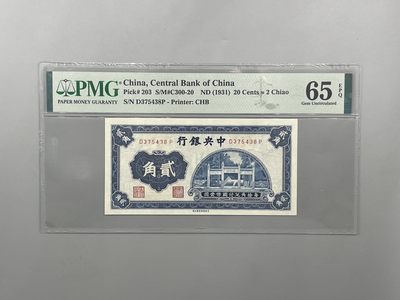 PMG
PAPER MONEY GUARANTY
China, Central Bank of China
Pick# 203 S/M#C300-20 ND (1931) 20 Cents = 2 Chiao
S/N D375438P - Printer: CHB
65 EPQ
Gem Uncirculated
行銀央中
D375438P D375438P
角貳